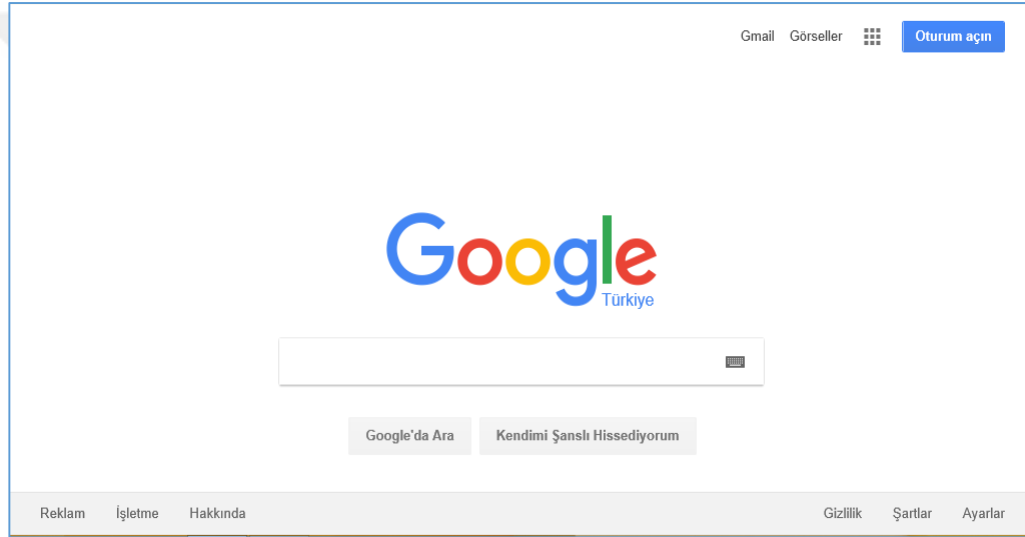 Gmail Görseller Oturum açın
Google
Türkiye
Google'da Ara Kendimi Şanslı Hissediyorum
Reklam İşletme Hakkında Gizlilik Şartlar Ayarlar